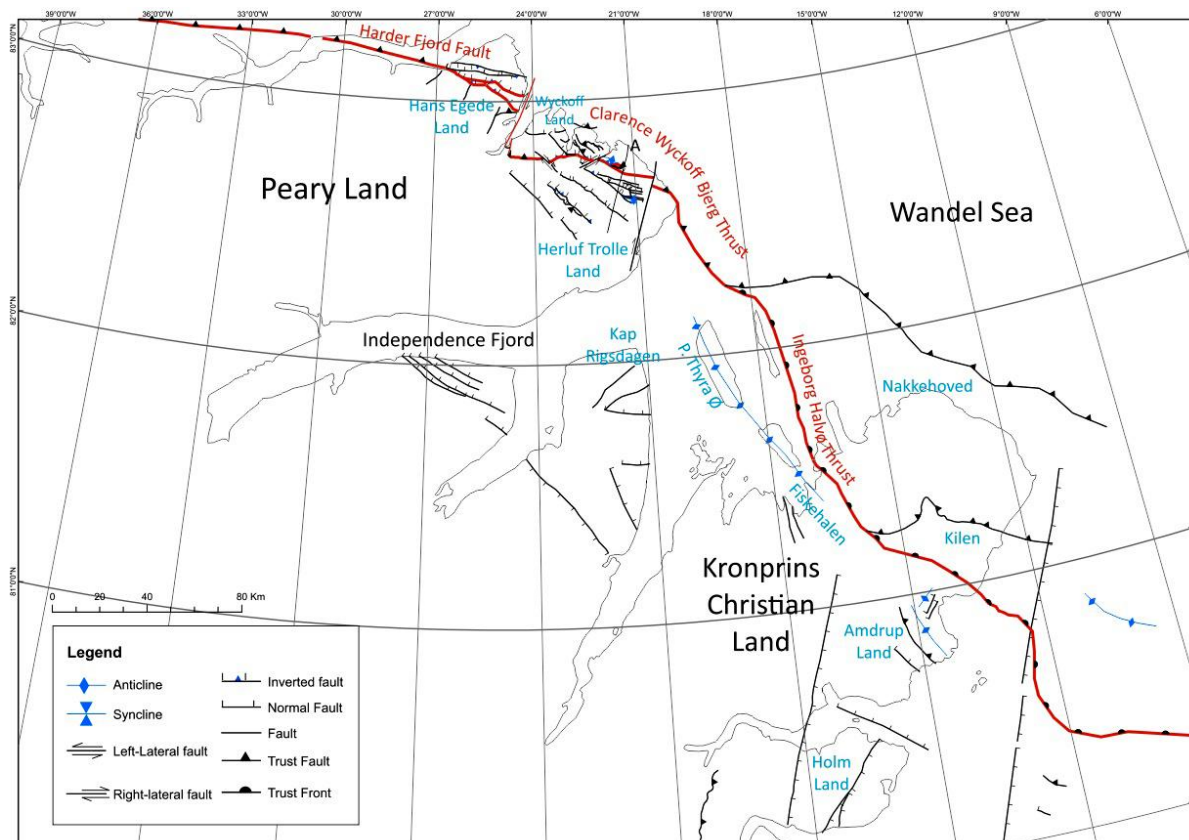 39°0'0"W
36°0'0"W
33°0'0"W
30°0'0"W
27°0'0"W
24°0'0"W
21°0'0"W
18°0'0"W
15°0'0"W
12°0'0"W
9°0'0"W
6°0'0"W
83°0'0"N
82°0'0"N
81°0'0"N
Harder Fjord Fault
Hans Egede
Land
Wyckoff
Land
Clarence Wyckoff Bjerg Thrust
A
Peary Land
Wandel Sea
Herluf Trolle
Land
Independence Fjord
Kap
Rigsdagen
P. Thyra Ø
Ingeborg Halvø Thrust
Nakkehoved
Fiskehalen
Kilen
Kronprins
Christian
Land
Amdrup
Land
Holm
Land
0 20 40 80 Km
Legend
Anticline
Syncline
Left-Lateral fault
Right-lateral fault
Inverted fault
Normal Fault
Fault
Trust Fault
Trust Front